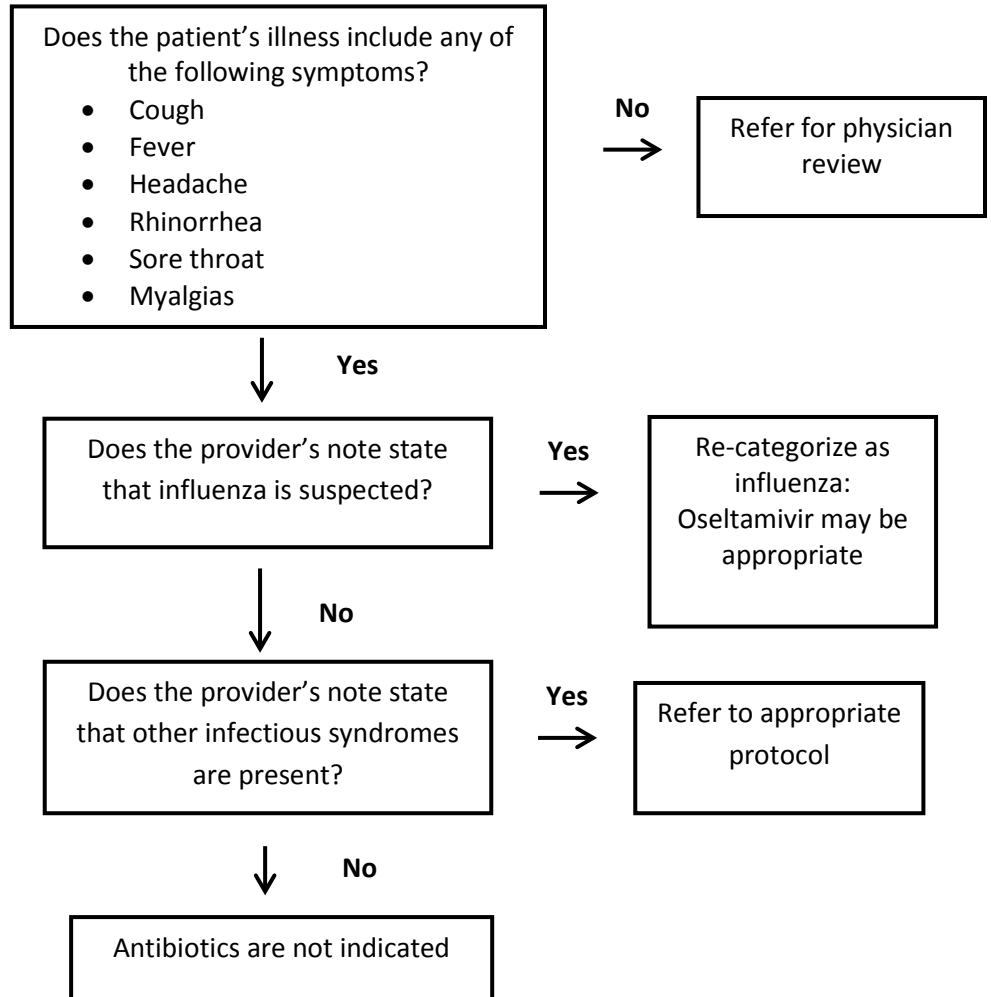 Does the patient’s illness include any of
the following symptoms?
• Cough
• Fever
• Headache
• Rhinorrhea
• Sore throat
• Myalgias
No
Refer for physician
review
Yes
Does the provider’s note state
that influenza is suspected?
Yes
Re-categorize as
influenza:
Oseltamivir may be
appropriate
No
Does the provider’s note state
that other infectious syndromes
are present?
Yes
Refer to appropriate
protocol
No
Antibiotics are not indicated